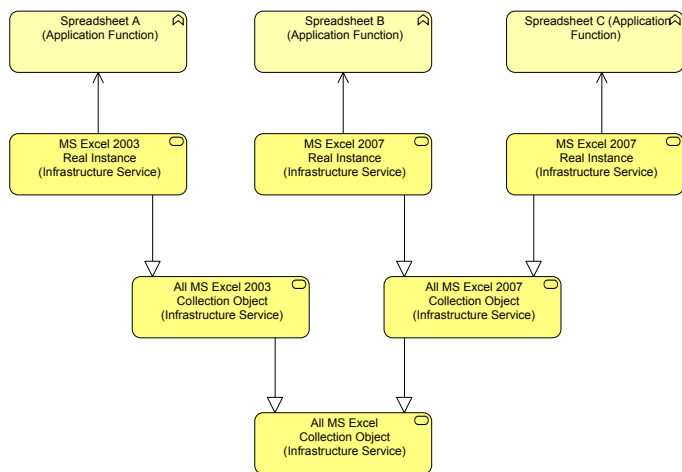 Spreadsheet A
(Application Function)
Spreadsheet B
(Application Function)
Spreadsheet C (Application
Function)
MS Excel 2003
Real Instance
(Infrastructure Service)
MS Excel 2007
Real Instance
(Infrastructure Service)
MS Excel 2007
Real Instance
(Infrastructure Service)
All MS Excel 2003
Collection Object
(Infrastructure Service)
All MS Excel 2007
Collection Object
(Infrastructure Service)
All MS Excel
Collection Object
(Infrastructure Service)